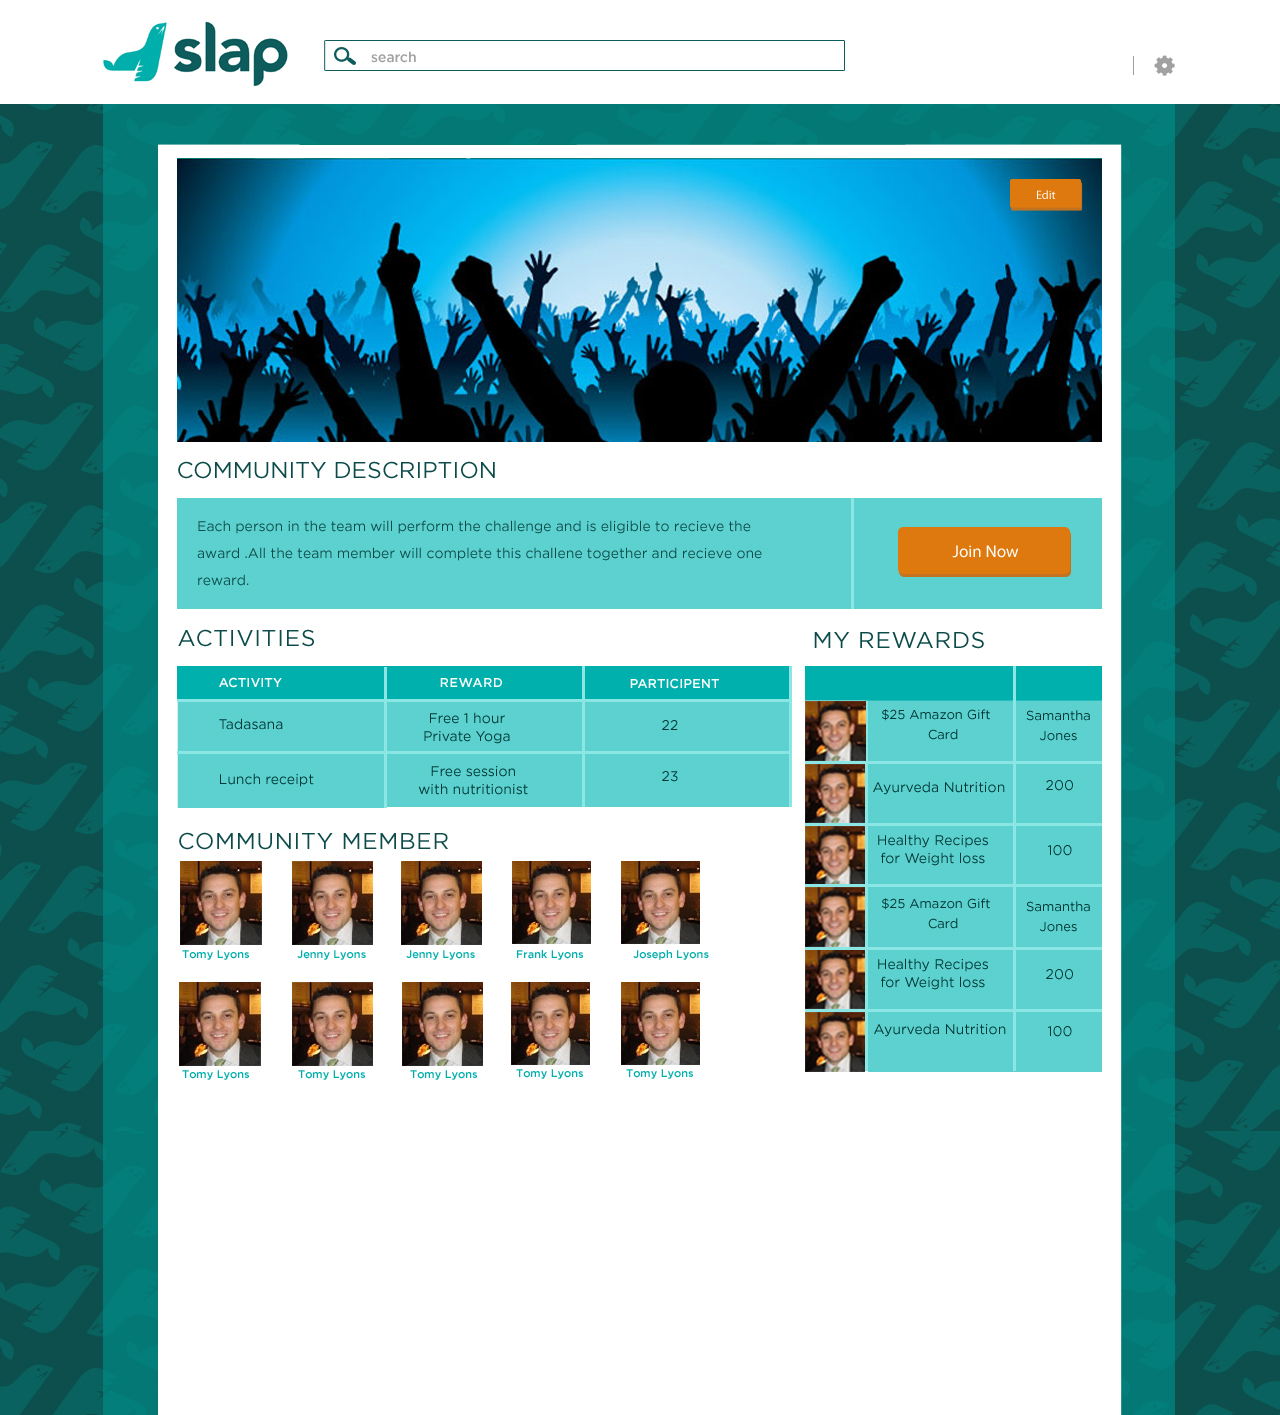 slap
search
Edit
COMMUNITY DESCRIPTION
Each person in the team will perform the challenge and is eligible to recieve the
award .All the team member will complete this challene together and recieve one
reward.
Join Now
ACTIVITIES
ACTIVITY REWARD PARTICIPENT
Tadasana
Free 1 hour
Private Yoga
22
Lunch receipt
Free session
with nutritionist
23
MY REWARDS
$25 Amazon Gift
Card
Samantha
Jones
Ayurveda Nutrition
200
Healthy Recipes
for Weight loss
100
$25 Amazon Gift
Card
Samantha
Jones
Healthy Recipes
for Weight loss
200
Ayurveda Nutrition
100
COMMUNITY MEMBER
Tomy Lyons Jenny Lyons Jenny Lyons Frank Lyons Joseph Lyons
Tomy Lyons Tomy Lyons Tomy Lyons Tomy Lyons Tomy Lyons